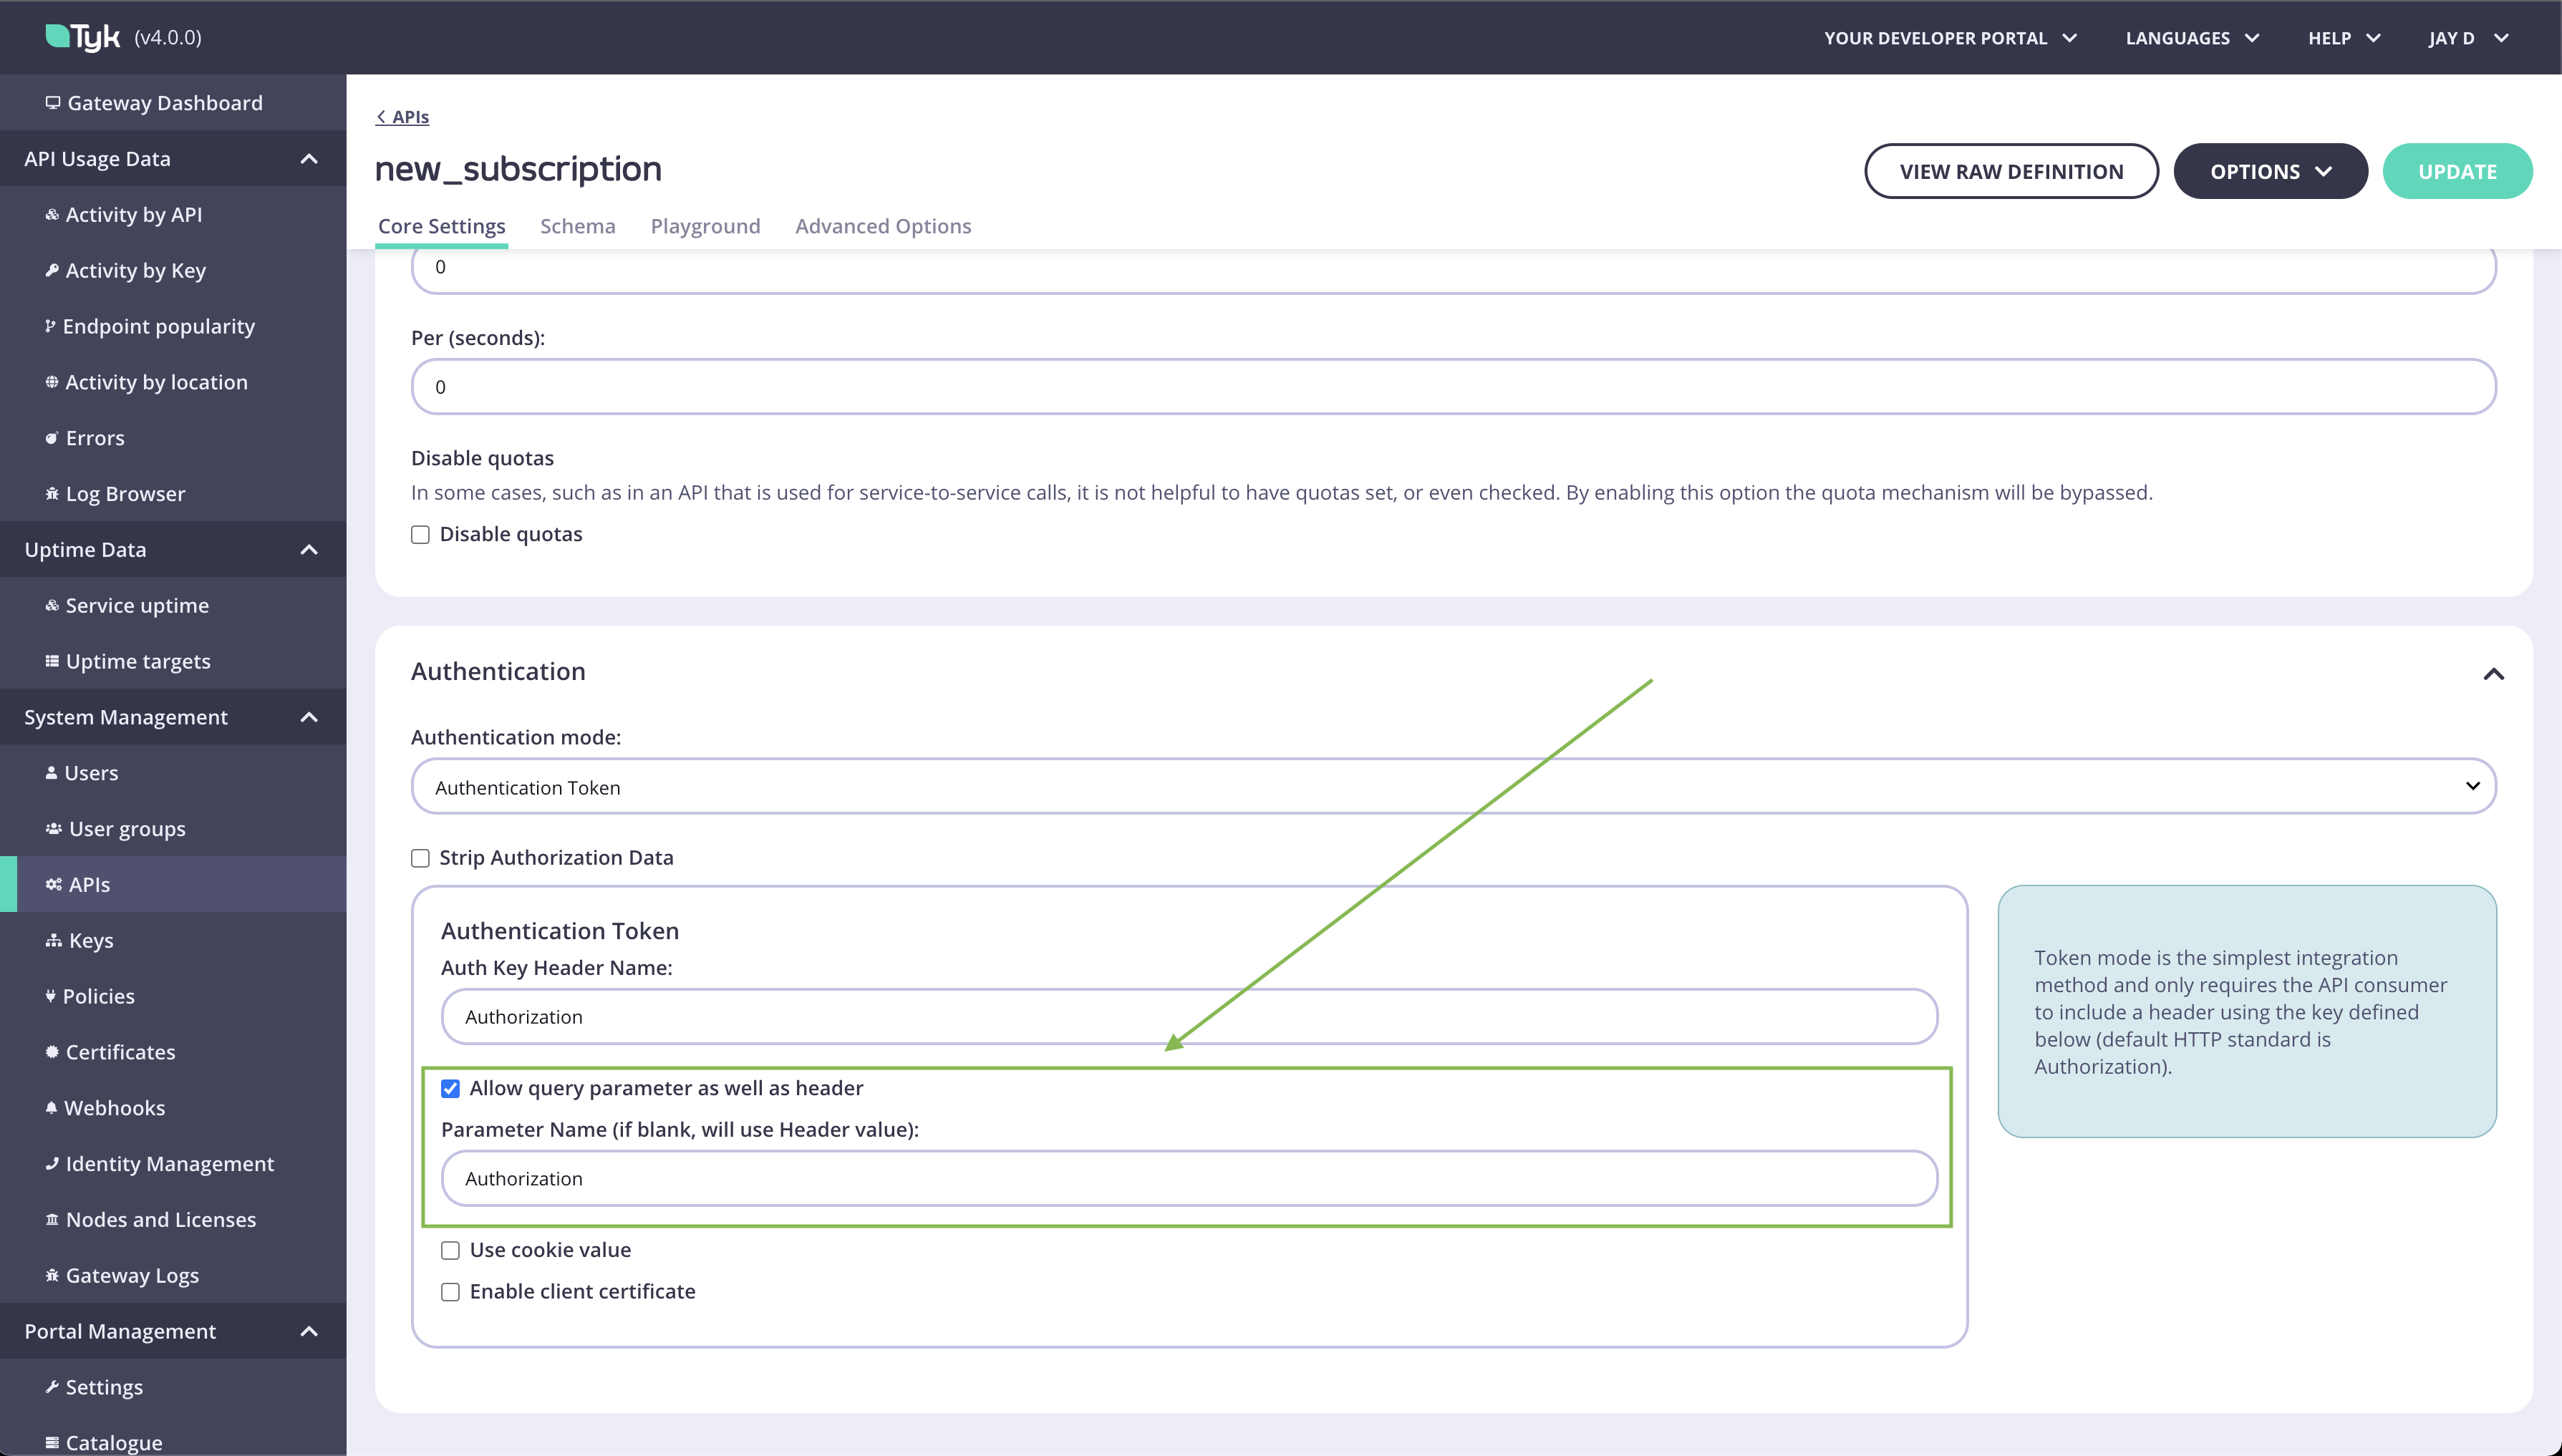 Tyk (v4.0.0)
YOUR DEVELOPER PORTAL
LANGUAGES
HELP
JAY D
Gateway Dashboard
API Usage Data
Activity by API
Activity by Key
Endpoint popularity
Activity by location
Errors
Log Browser
Uptime Data
Service uptime
Uptime targets
System Management
Users
User groups
APIs
Keys
Policies
Certificates
Webhooks
Identity Management
Nodes and Licenses
Gateway Logs
Portal Management
Settings
Catalogue
< APIs
new_subscription
VIEW RAW DEFINITION
OPTIONS
UPDATE
Core Settings
Schema
Playground
Advanced Options
0
Per (seconds):
0
Disable quotas
In some cases, such as in an API that is used for service-to-service calls, it is not helpful to have quotas set, or even checked. By enabling this option the quota mechanism will be bypassed.
Disable quotas
Authentication
Authentication mode:
Authentication Token
Strip Authorization Data
Authentication Token
Auth Key Header Name:
Authorization
Allow query parameter as well as header
Parameter Name (if blank, will use Header value):
Authorization
Use cookie value
Enable client certificate
Token mode is the simplest integration
method and only requires the API consumer
to include a header using the key defined
below (default HTTP standard is
Authorization).